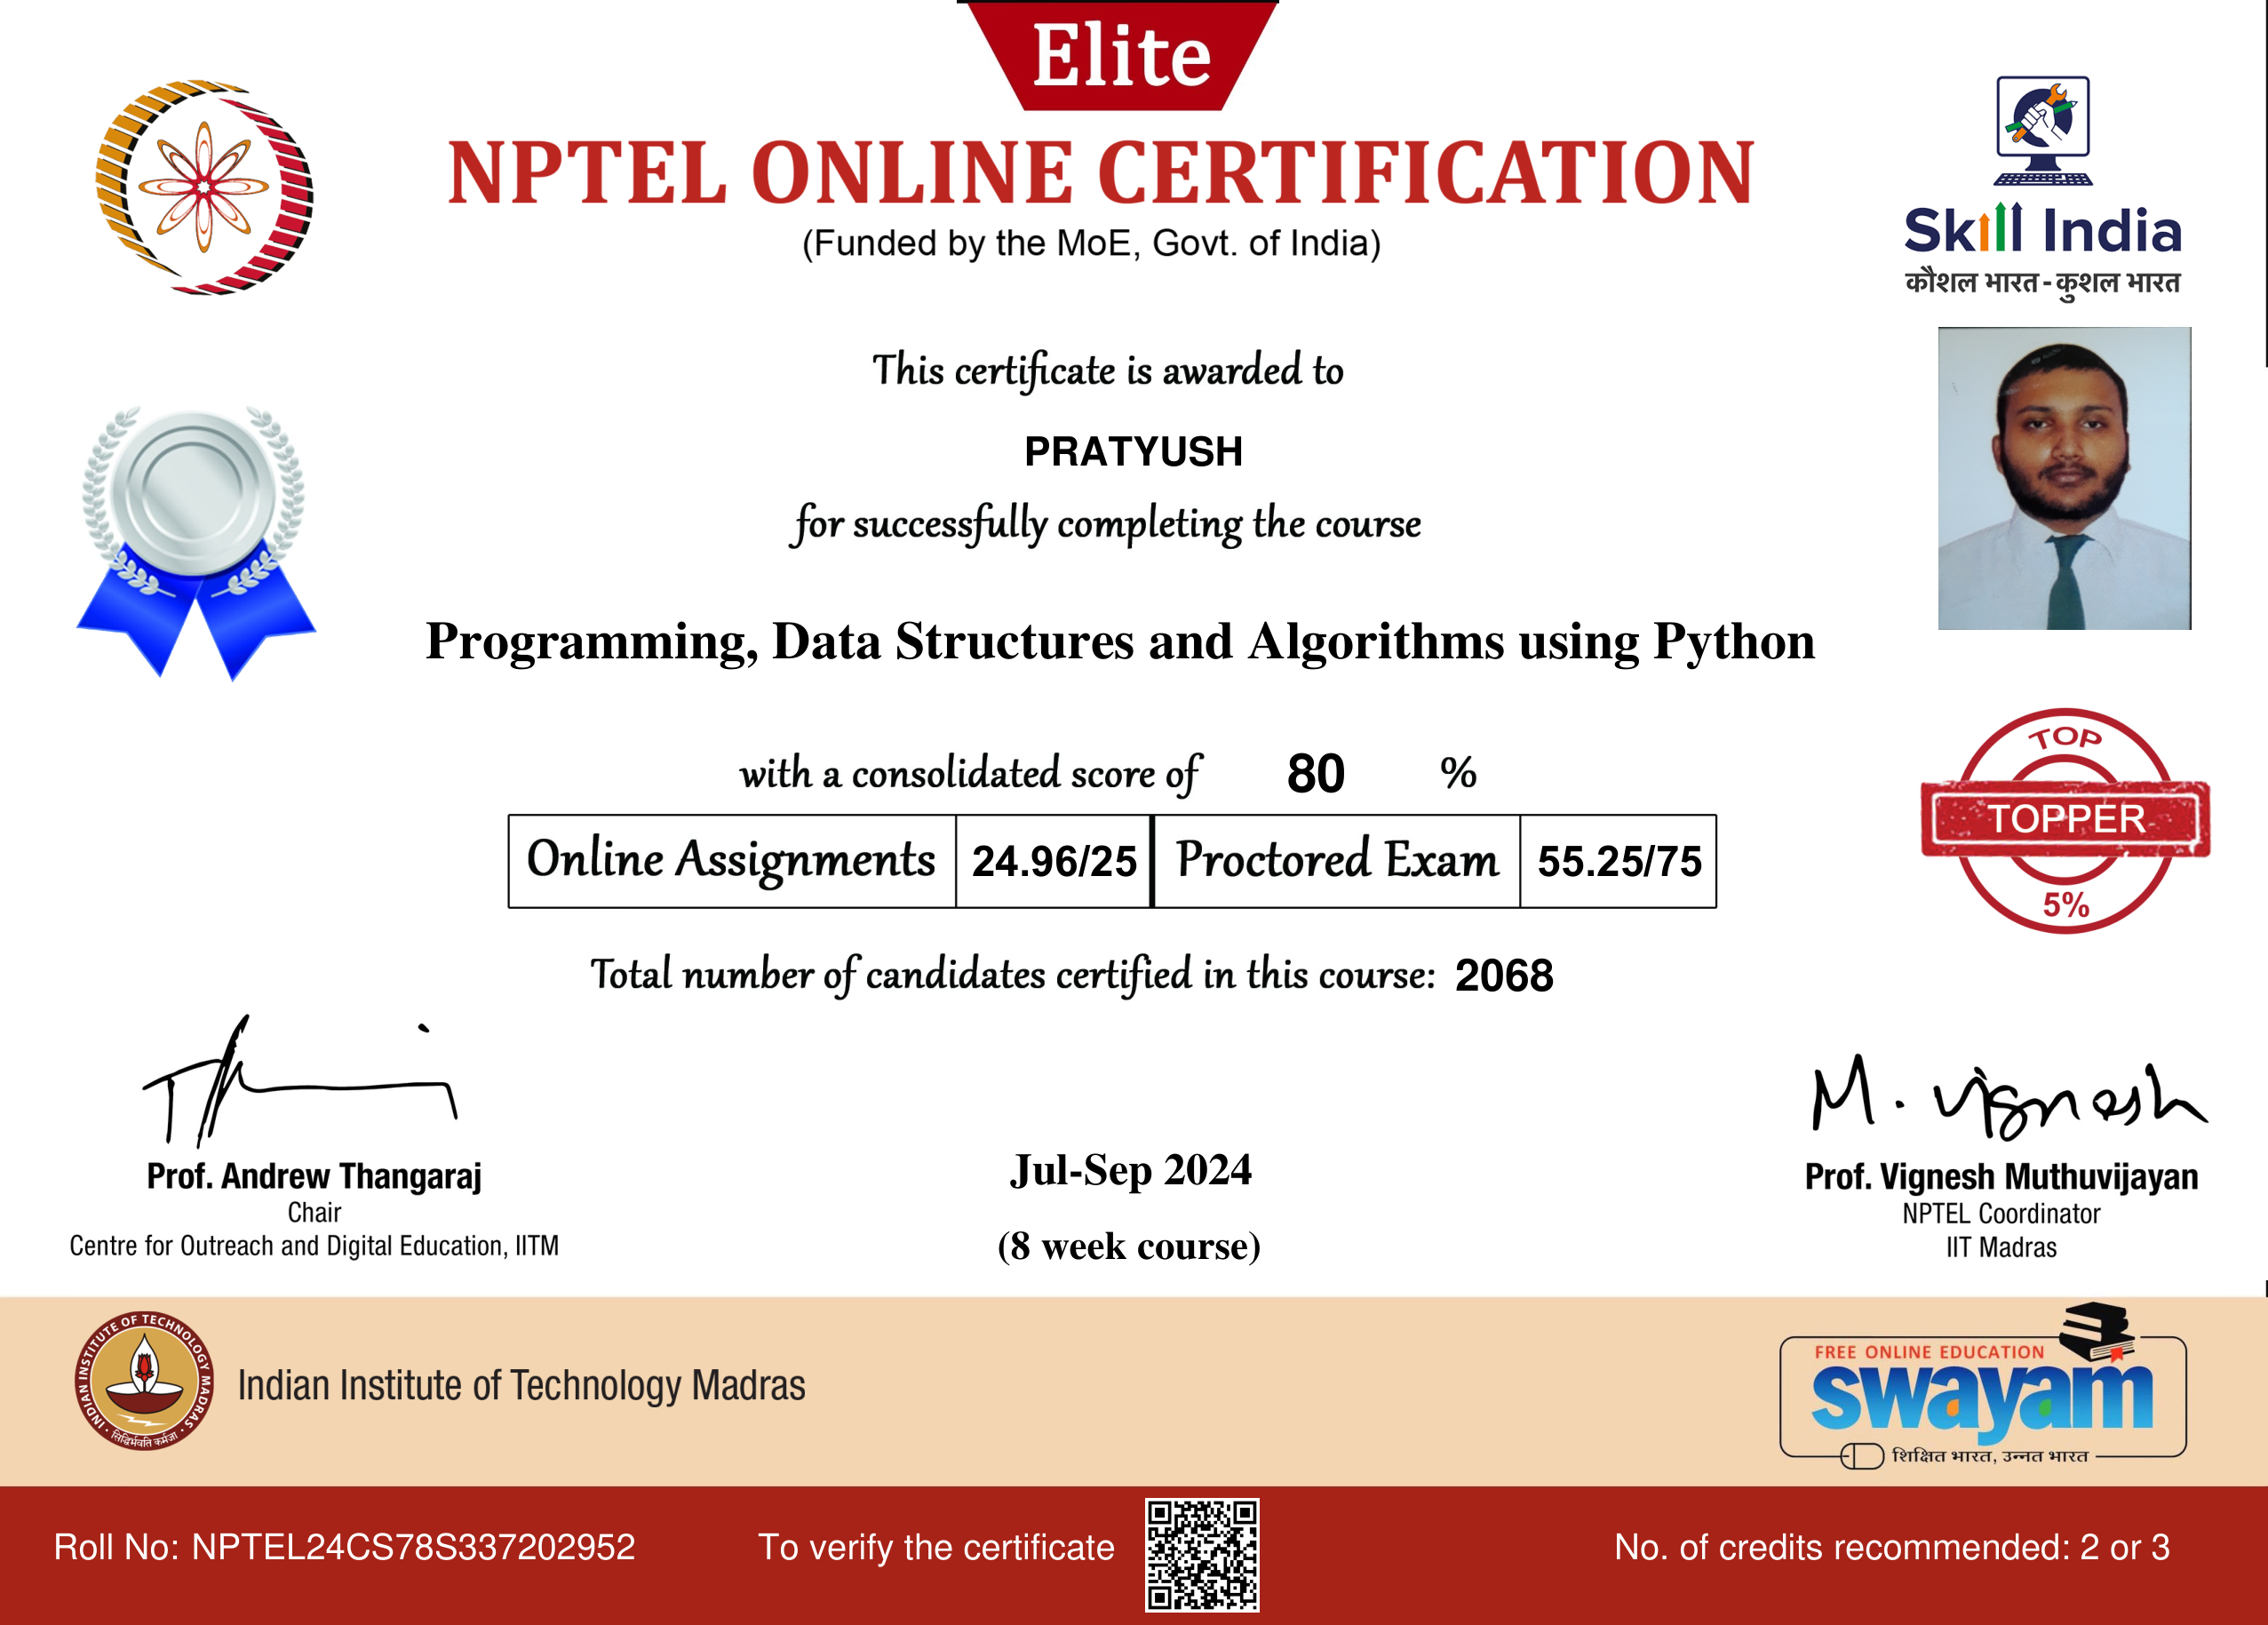 Elite
NPTEL ONLINE CERTIFICATION
(Funded by the MoE, Govt. of India)
Skill India
कौशल भारत - कुशल भारत
This certificate is awarded to
PRATYUSH
for successfully completing the course
Programming, Data Structures and Algorithms using Python
with a consolidated score of 80 %
Online Assignments 24.96/25 Proctored Exam 55.25/75
TOP
TOPPER
5%
Total number of candidates certified in this course: 2068
M. Vignesh
Prof. Andrew Thangaraj
Chair
Centre for Outreach and Digital Education, IITM
Jul-Sep 2024
(8 week course)
Prof. Vignesh Muthuvijayan
NPTEL Coordinator
IIT Madras
INDIAN INSTITUTE OF TECHNOLOGY MADRAS
सिद्धिर्भवति कर्मजा
Indian Institute of Technology Madras
FREE ONLINE EDUCATION
swayam
शिक्षित भारत, उन्नत भारत
Roll No: NPTEL24CS78S337202952
To verify the certificate
No. of credits recommended: 2 or 3